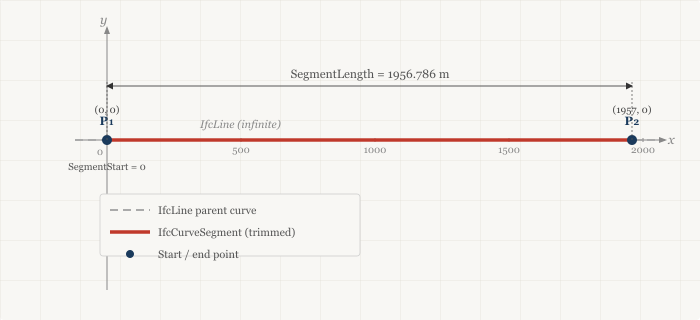 y
SegmentLength = 1956.786 m
(0, 0)
(1957, 0)
P1
P2
IfcLine (infinite)
x
0
500
1000
1500
2000
SegmentStart = 0
IfcLine parent curve
IfcCurveSegment (trimmed)
Start / end point